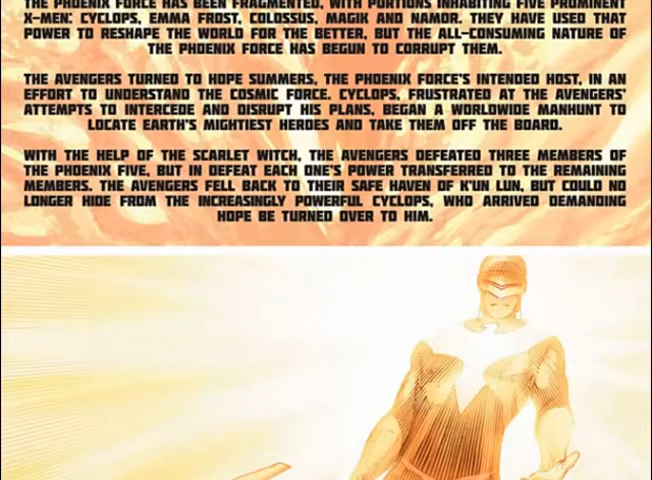 THE PHOENIX FORCE HAS BEEN FRAGMENTED, WITH PORTIONS INHABITING FIVE PROMINENT
X-MEN: CYCLOPS, EMMA FROST, COLOSSUS, MAGIK AND NAMOR. THEY HAVE USED THAT
POWER TO RESHAPE THE WORLD FOR THE BETTER, BUT THE ALL-CONSUMING NATURE OF
THE PHOENIX FORCE HAS BEGUN TO CORRUPT THEM.
THE AVENGERS TURNED TO HOPE SUMMERS, THE PHOENIX FORCE'S INTENDED HOST, IN AN
EFFORT TO UNDERSTAND THE COSMIC FORCE. CYCLOPS, FRUSTRATED AT THE AVENGERS'
ATTEMPTS TO INTERCEDE AND DISRUPT HIS PLANS, BEGAN A WORLDWIDE MANHUNT TO
LOCATE EARTH'S MIGHTIEST HEROES AND TAKE THEM OFF THE BOARD.
WITH THE HELP OF THE SCARLET WITCH, THE AVENGERS DEFEATED THREE MEMBERS OF
THE PHOENIX FIVE, BUT IN DEFEAT EACH ONE'S POWER TRANSFERRED TO THE REMAINING
MEMBERS. THE AVENGERS FELL BACK TO THEIR SAFE HAVEN OF K'UN LUN, BUT COULD NO
LONGER HIDE FROM THE INCREASINGLY POWERFUL CYCLOPS, WHO ARRIVED DEMANDING
HOPE BE TURNED OVER TO HIM.